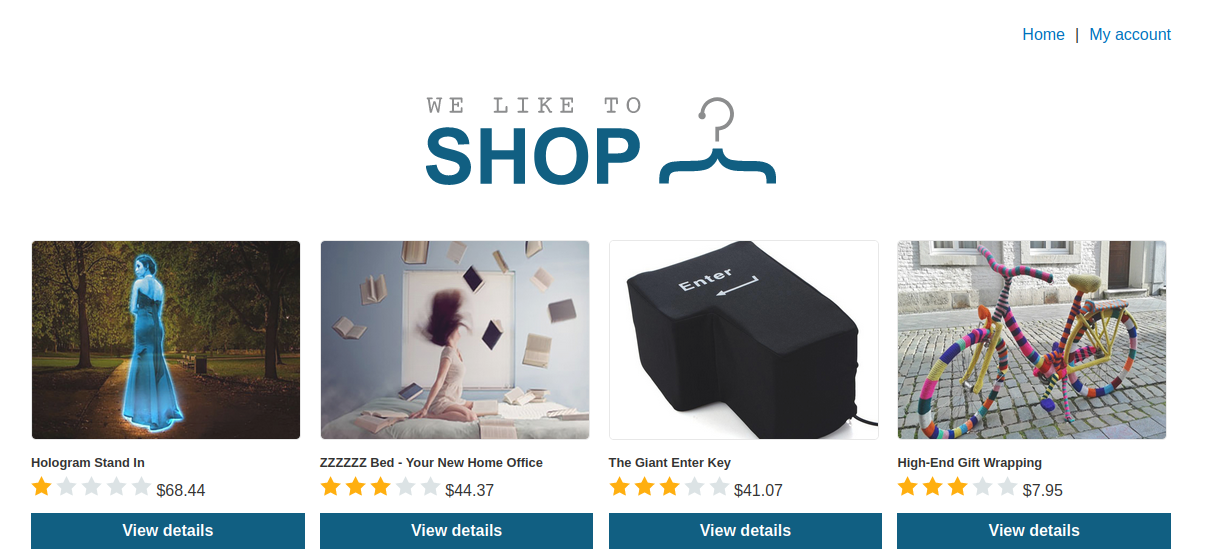 Home | My account
WE LIKE TO
SHOP
Enter
Hologram Stand In
$68.44
View details
ZZZZZZ Bed - Your New Home Office
$44.37
View details
The Giant Enter Key
$41.07
View details
High-End Gift Wrapping
$7.95
View details